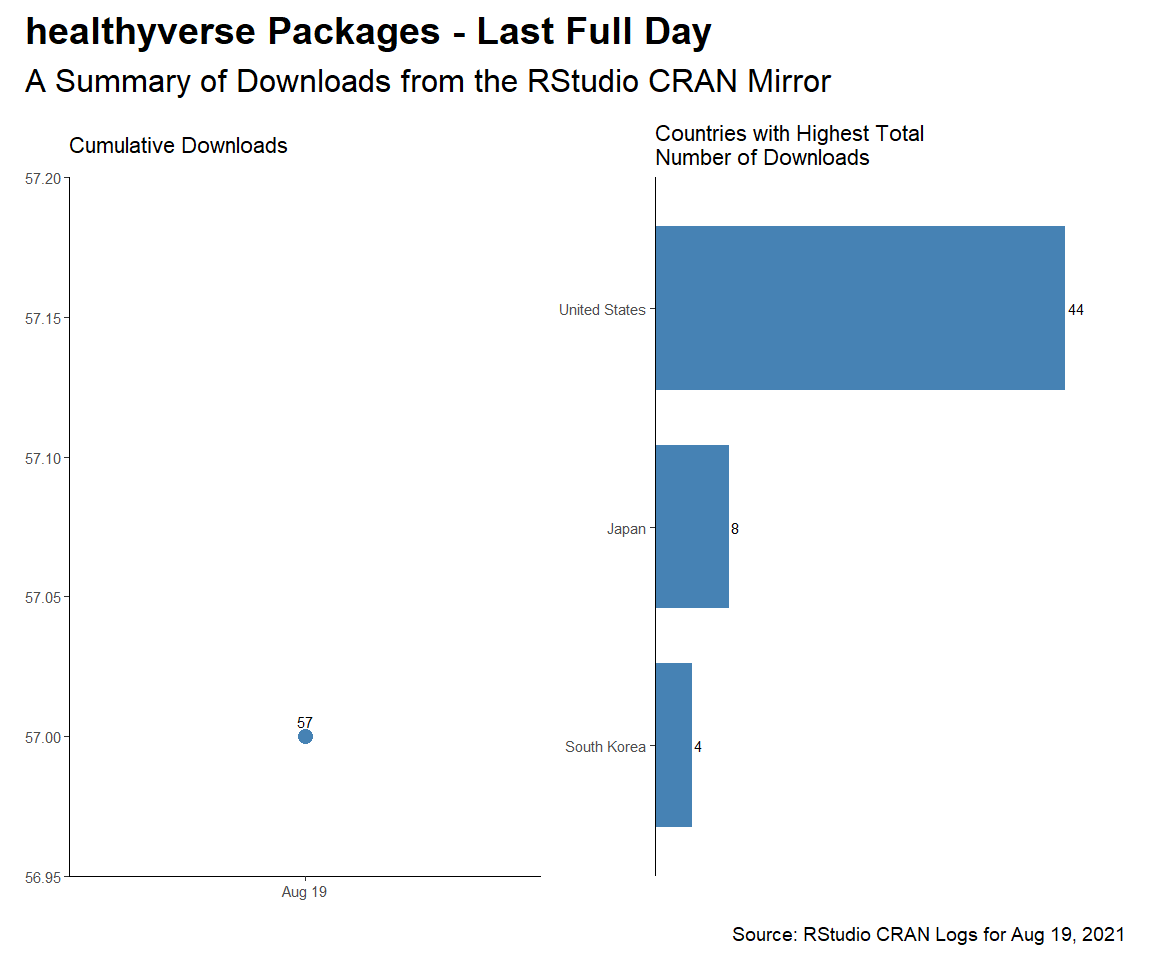 healthyverse Packages - Last Full Day
A Summary of Downloads from the RStudio CRAN Mirror
Cumulative Downloads
57.20
57.15
57.10
57.05
57.00
56.95
57
Aug 19
Countries with Highest Total
Number of Downloads
United States
44
Japan
8
South Korea
4
Source: RStudio CRAN Logs for Aug 19, 2021